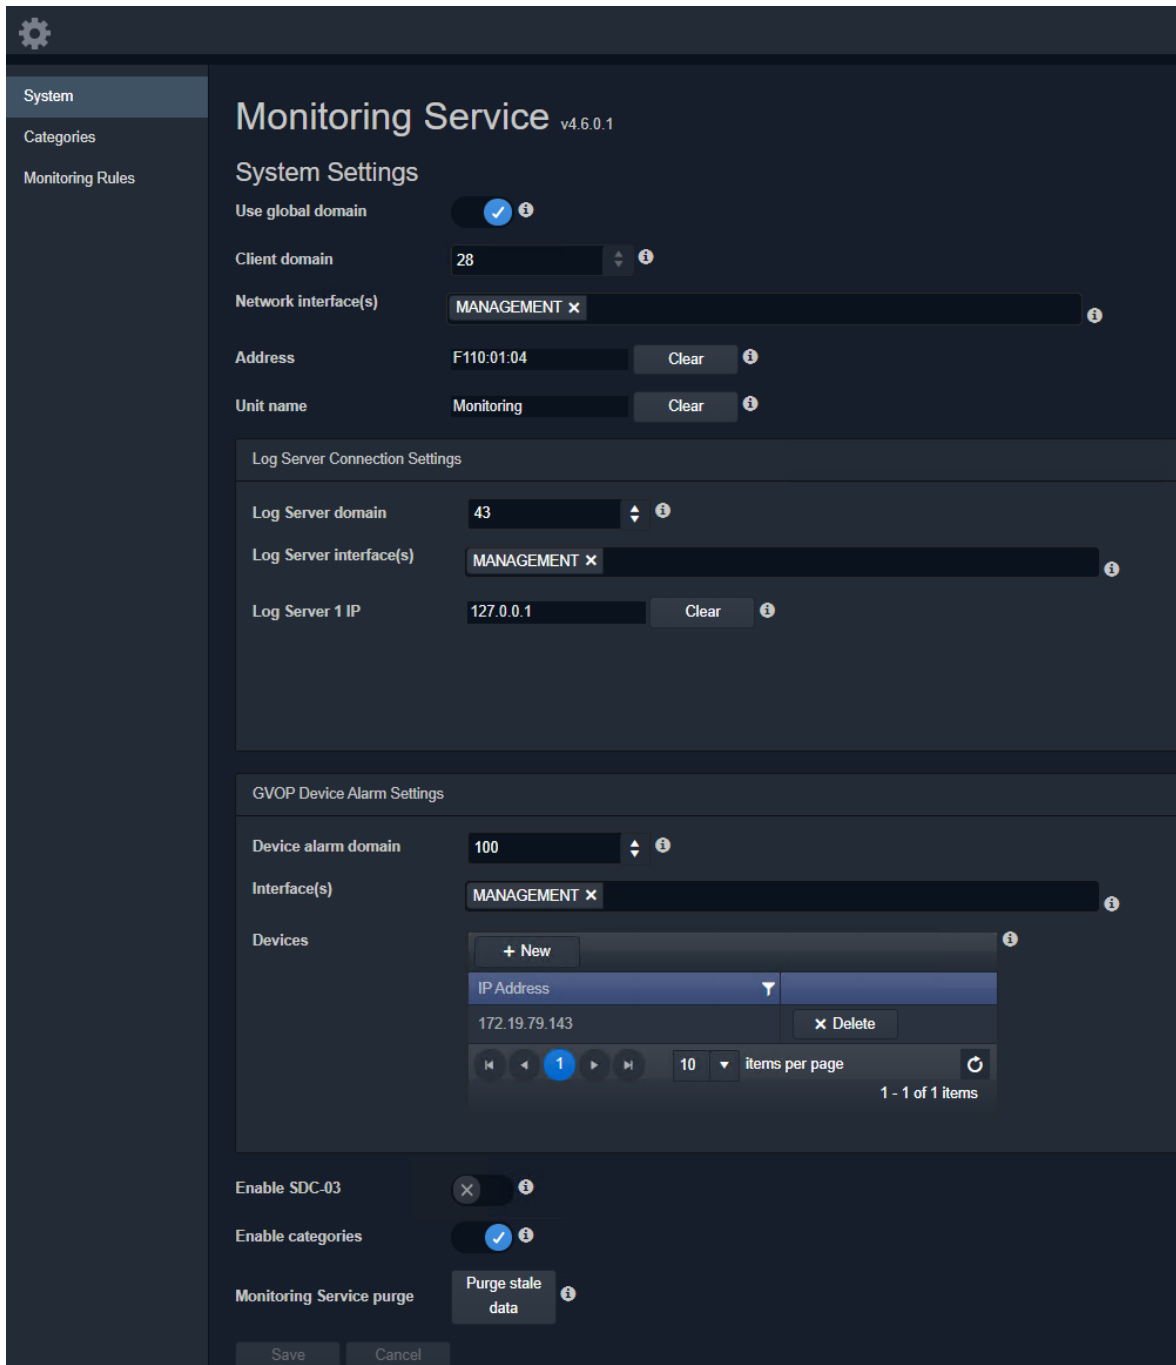 System
Categories
Monitoring Rules
Monitoring Service v4.6.0.1
System Settings
Use global domain
Client domain 28
Network interface(s) MANAGEMENT
Address F110:01:04 Clear
Unit name Monitoring Clear
Log Server Connection Settings
Log Server domain 43
Log Server interface(s) MANAGEMENT
Log Server 1 IP 127.0.0.1 Clear
GVOP Device Alarm Settings
Device alarm domain 100
Interface(s) MANAGEMENT
Devices + New
IP Address
172.19.79.143 Delete
1 10 items per page
1 - 1 of 1 items
Enable SDC-03
Enable categories
Monitoring Service purge Purge stale
data
Save Cancel